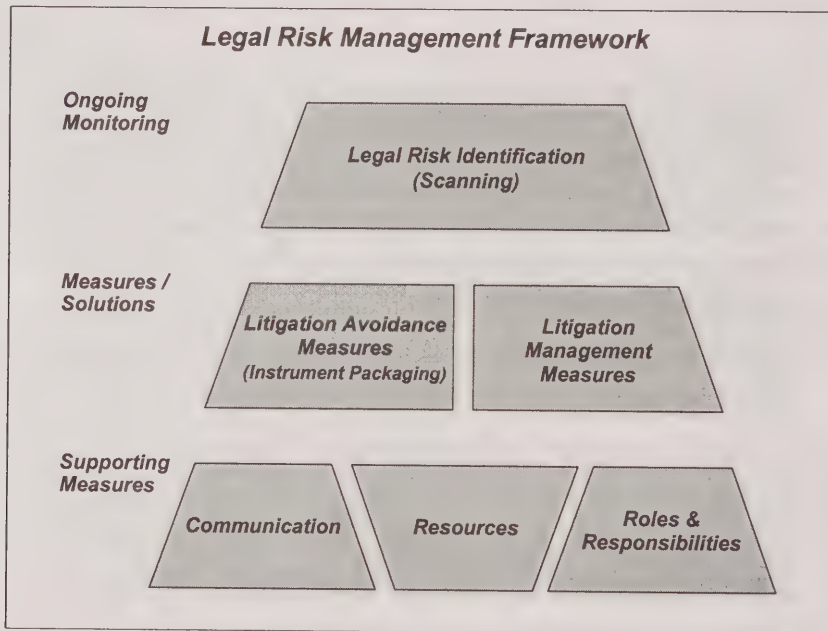 Legal Risk Management Framework
Ongoing
Monitoring
Legal Risk Identification
(Scanning)
Measures /
Solutions
Litigation Avoidance
Measures
(Instrument Packaging)
Litigation
Management
Measures
Supporting
Measures
Communication
Resources
Roles &
Responsibilities